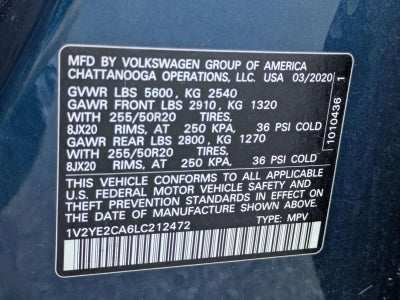 MFD BY VOLKSWAGEN GROUP OF AMERICA
CHATTANOOGA OPERATIONS, LLC. USA 03/2020
GVWR LBS 5600, KG 2540
GAWR FRONT LBS 2910, KG 1320
WITH 255/50R20 TIRES,
8JX20 RIMS, AT 250 KPA/ 36 PSI COLD
GAWR REAR LBS 2800, KG 1270
WITH 255/50R20 TIRES,
8JX20 RIMS, AT 250 KPA/ 36 PSI COLD
THIS VEHICLE CONFORMS TO ALL APPLICABLE
U.S. FEDERAL MOTOR VEHICLE SAFETY AND
THEFT PREVENTION STANDARDS IN EFFECT ON
THE DATE OF MANUFACTURE SHOWN ABOVE.
1V2YE2CA6LC212472 TYPE: MPV
1010436 1